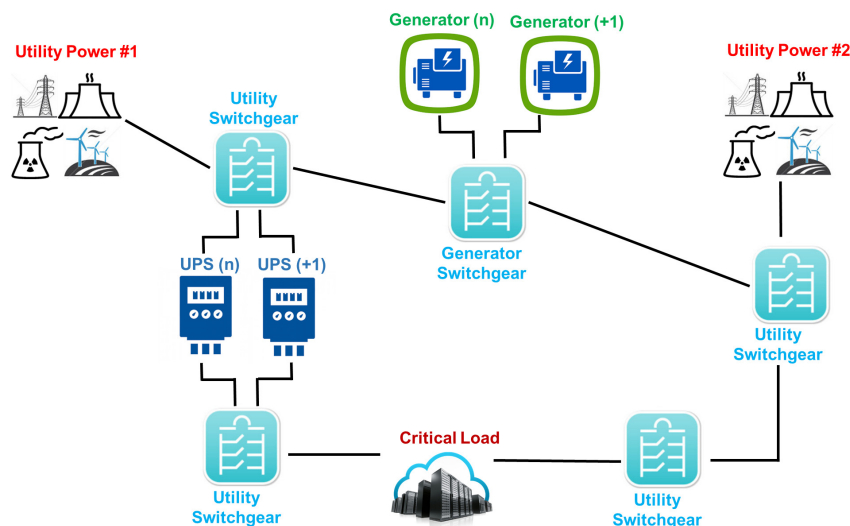 Generator (n)
Generator (+1)
Utility Power #1
Utility Power #2
Utility
Switchgear
Generator
Switchgear
UPS (n)
UPS (+1)
Utility
Switchgear
Critical Load
Utility
Switchgear
Utility
Switchgear